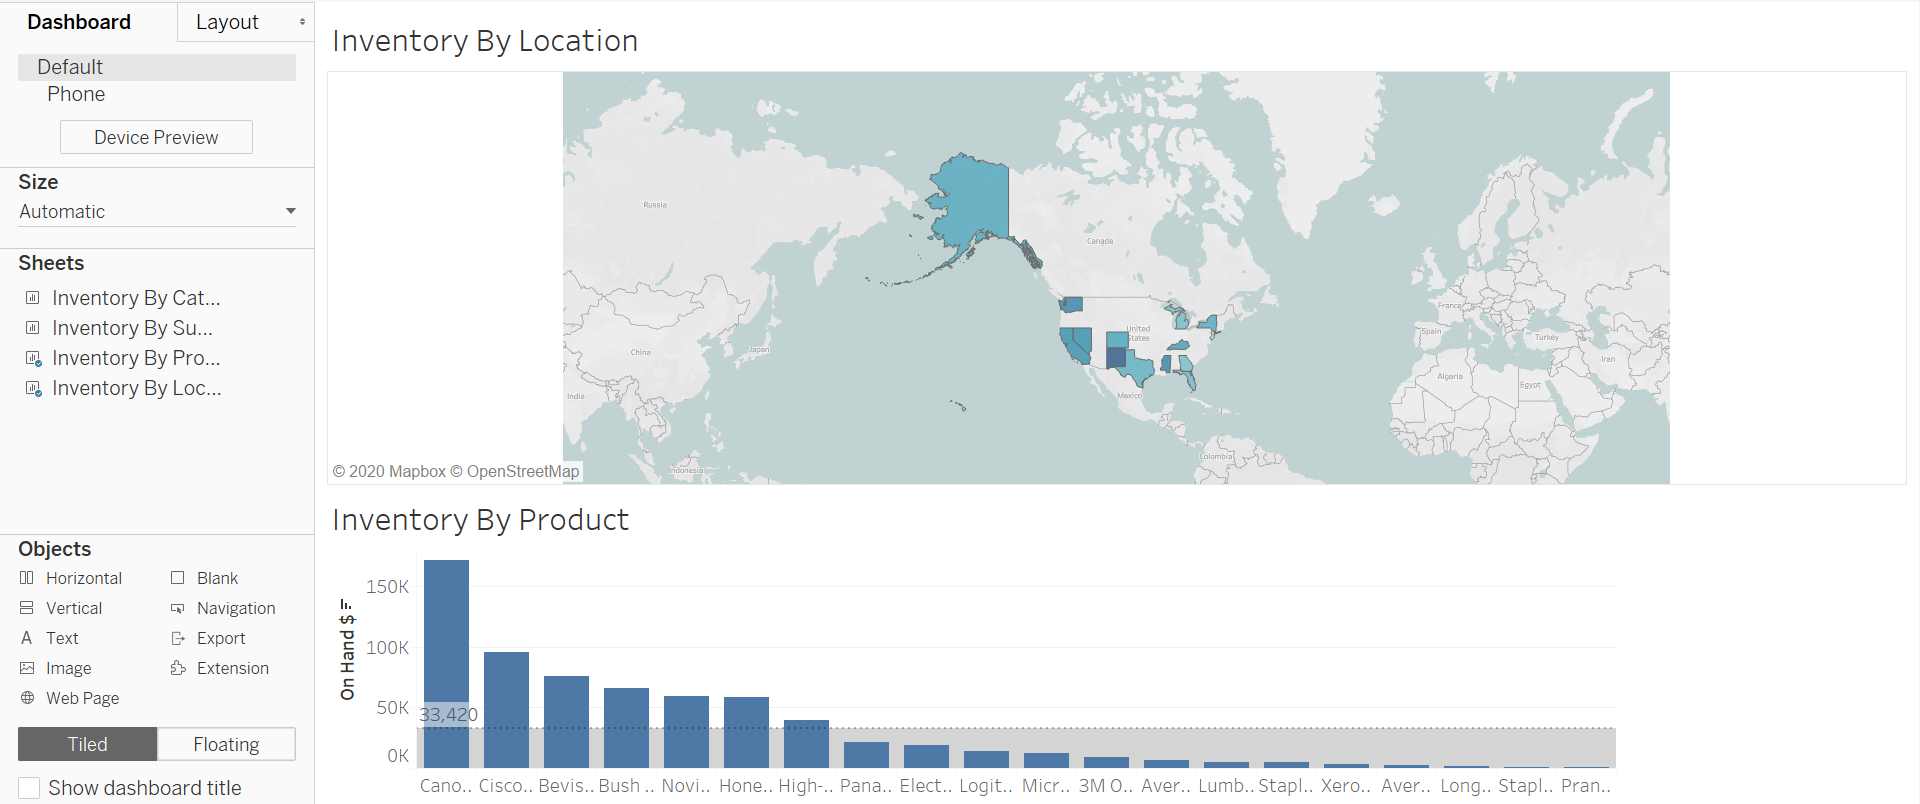 Dashboard
Layout
Default
Phone
Device Preview
Size
Automatic
Sheets
Inventory By Cat...
Inventory By Su...
Inventory By Pro...
Inventory By Loc...
Objects
Horizontal
Blank
Vertical
Navigation
Text
Export
Image
Extension
Web Page
Tiled
Floating
Show dashboard title
Inventory By Location
Russia
Canada
United
States
Mexico
China
Japan
India
Indonesia
Colombia
France
Spain
Turkey
Iran
Algeria
Egypt
© 2020 Mapbox © OpenStreetMap
Inventory By Product
On Hand $
150K
100K
50K
0K
33,420
Cano.. Cisco.. Bevis.. Bush .. Novi.. Hone.. High-.. Pana.. Elect.. Logit.. Micr.. 3M O.. Aver.. Lumb.. Stapl.. Xero.. Aver.. Long.. Stapl.. Pran..